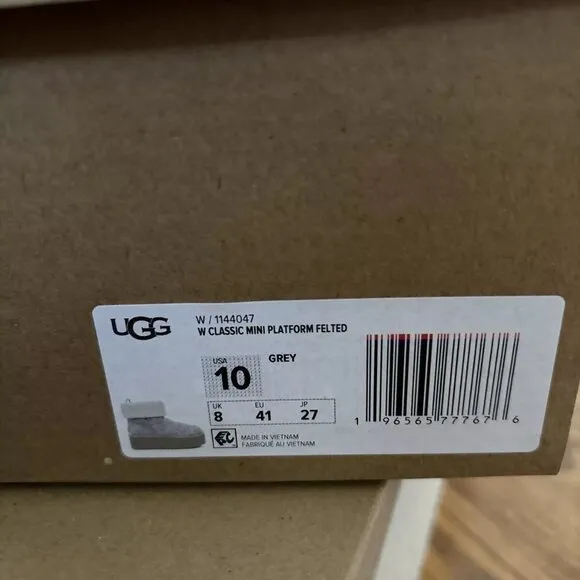 UGG
W / 1144047
W CLASSIC MINI PLATFORM FELTED
USA
10
GREY
UK EU JP
8 41 27
MADE IN VIETNAM
FABRIQUÉ AU VIETNAM
1 96565 77767 6